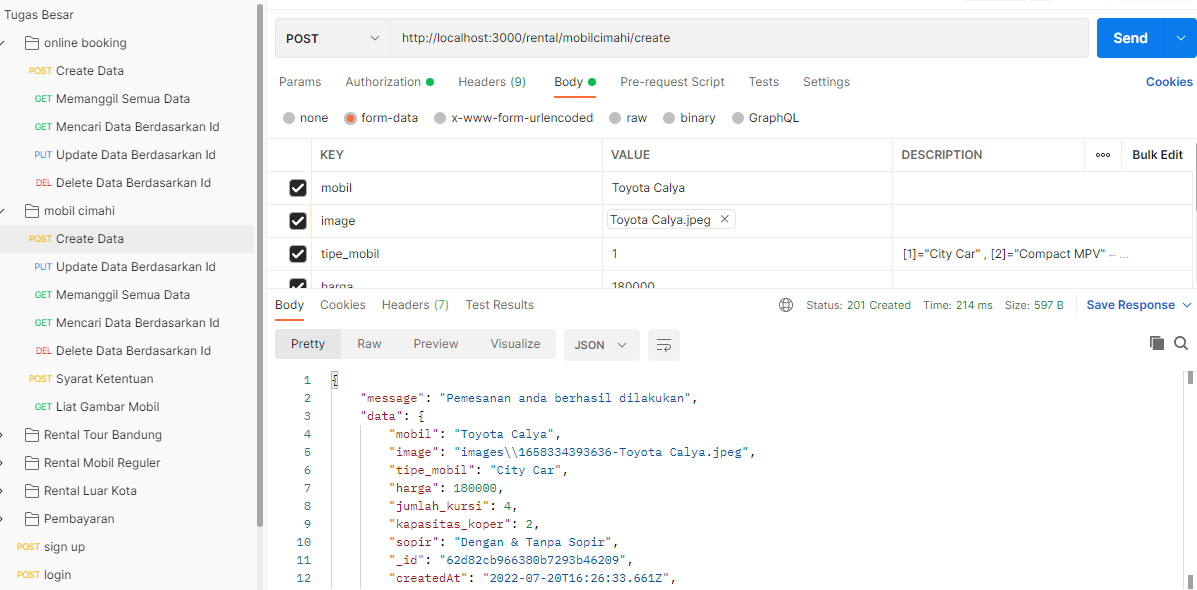 Tugas Besar
online booking
POST Create Data
GET Memanggil Semua Data
GET Mencari Data Berdasarkan Id
PUT Update Data Berdasarkan Id
DEL Delete Data Berdasarkan Id
mobil cimahi
POST Create Data
PUT Update Data Berdasarkan Id
GET Memanggil Semua Data
GET Mencari Data Berdasarkan Id
DEL Delete Data Berdasarkan Id
POST Syarat Ketentuan
GET Liat Gambar Mobil
Rental Tour Bandung
Rental Mobil Reguler
Rental Luar Kota
Pembayaran
POST sign up
POST login
POST http://localhost:3000/rental/mobilcimahi/create Send
Params Authorization Headers (9) Body Pre-request Script Tests Settings Cookies
none form-data x-www-form-urlencoded raw binary GraphQL
KEY VALUE DESCRIPTION ooo Bulk Edit
mobil Toyota Calya
image Toyota Calya.jpeg ×
tipe_mobil 1 [1]="City Car" , [2]="Compact MPV" ↵ ...
harga 180000
Body Cookies Headers (7) Test Results Status: 201 Created Time: 214 ms Size: 597 B Save Response
Pretty Raw Preview Visualize JSON
1 {
2 "message": "Pemesanan anda berhasil dilakukan",
3 "data": {
4 "mobil": "Toyota Calya",
5 "image": "images\\1658334393636-Toyota Calya.jpeg",
6 "tipe_mobil": "City Car",
7 "harga": 180000,
8 "jumlah_kursi": 4,
9 "kapasitas_koper": 2,
10 "sopir": "Dengan & Tanpa Sopir",
11 "_id": "62d82cb966380b7293b46209",
12 "createdAt": "2022-07-20T16:26:33.661Z",